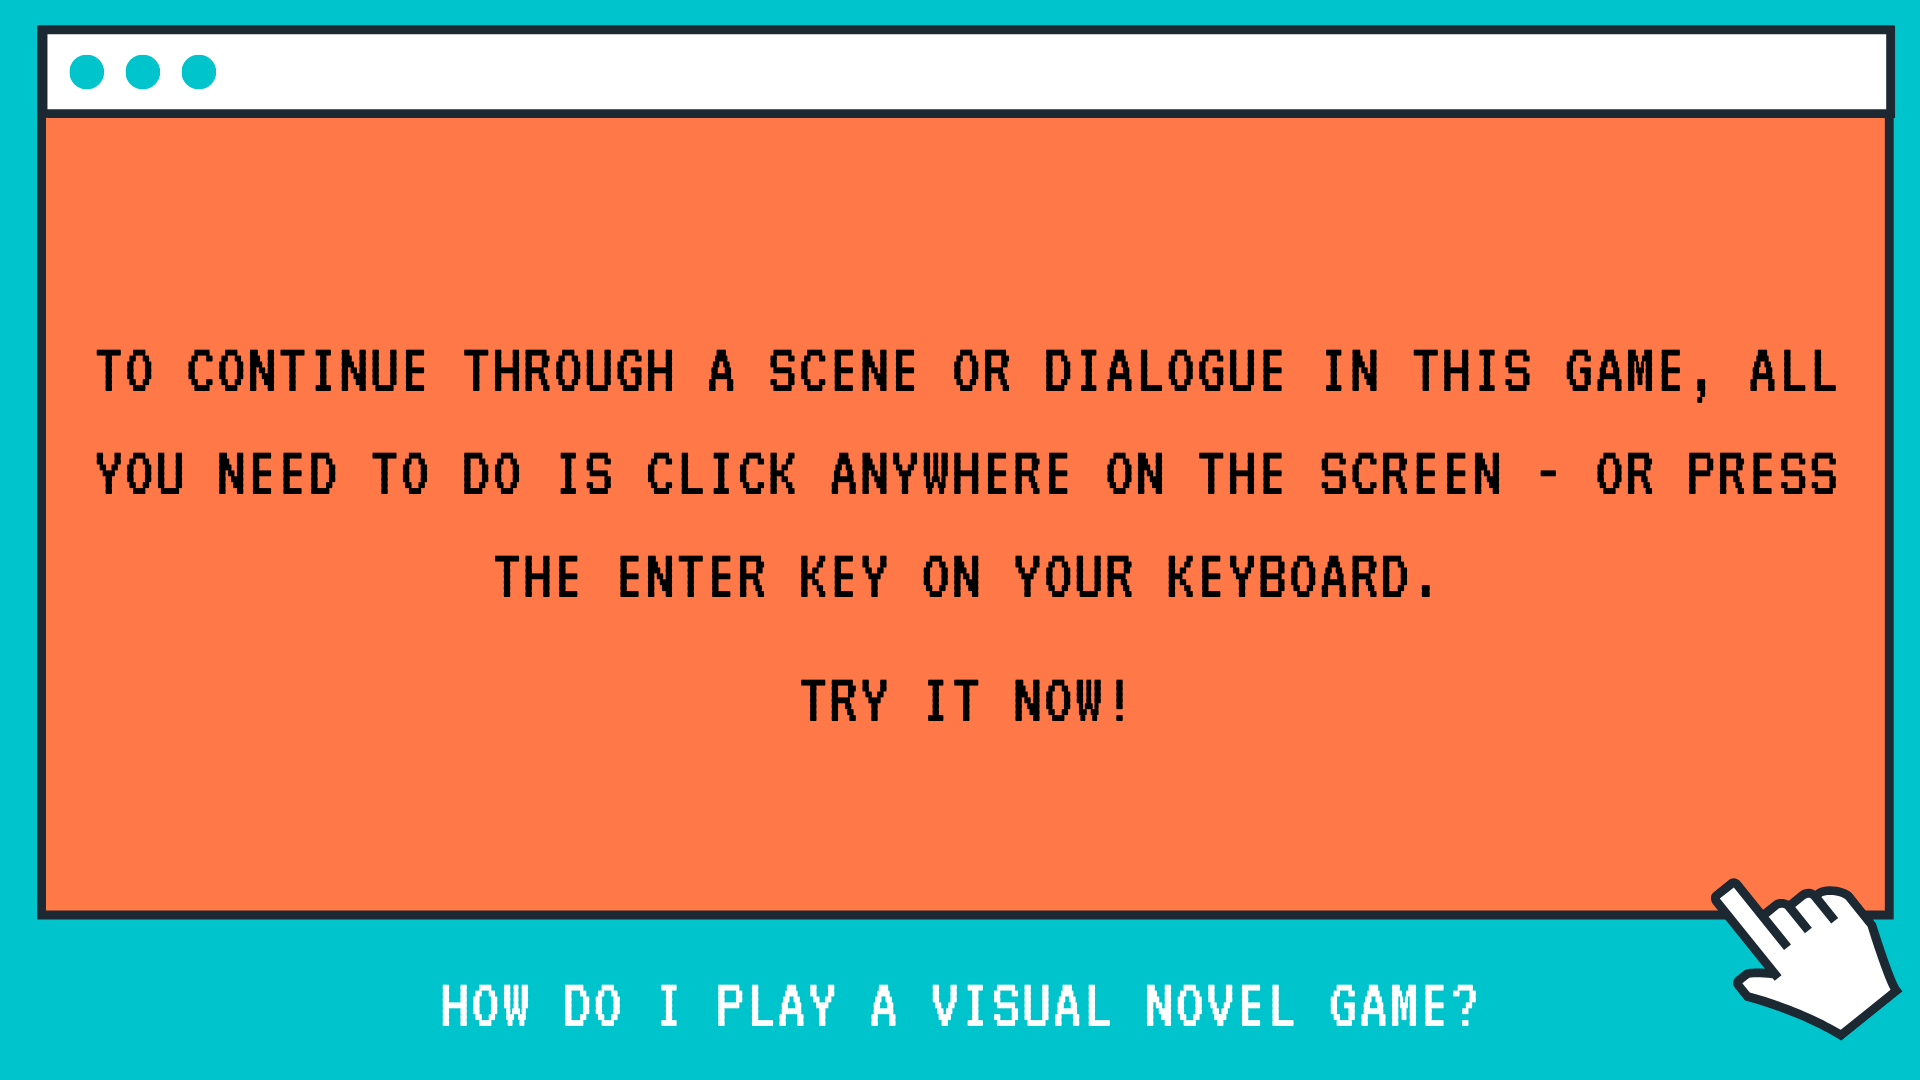 TO CONTINUE THROUGH A SCENE OR DIALOGUE IN THIS GAME, ALL
YOU NEED TO DO IS CLICK ANYWHERE ON THE SCREEN - OR PRESS
THE ENTER KEY ON YOUR KEYBOARD.
TRY IT NOW!
HOW DO I PLAY A VISUAL NOVEL GAME?